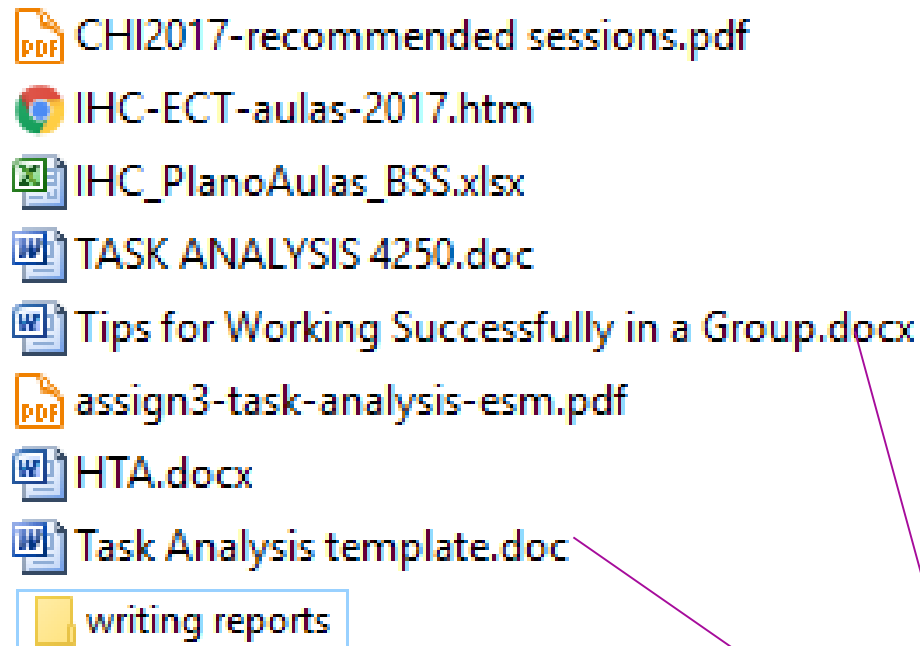 CHI2017-recommended sessions.pdf
IHC-ECT-aulas-2017.htm
IHC_PlanoAulas_BSS.xlsx
TASK ANALYSIS 4250.doc
Tips for Working Successfully in a Group.docx
assign3-task-analysis-esm.pdf
HTA.docx
Task Analysis template.doc
writing reports